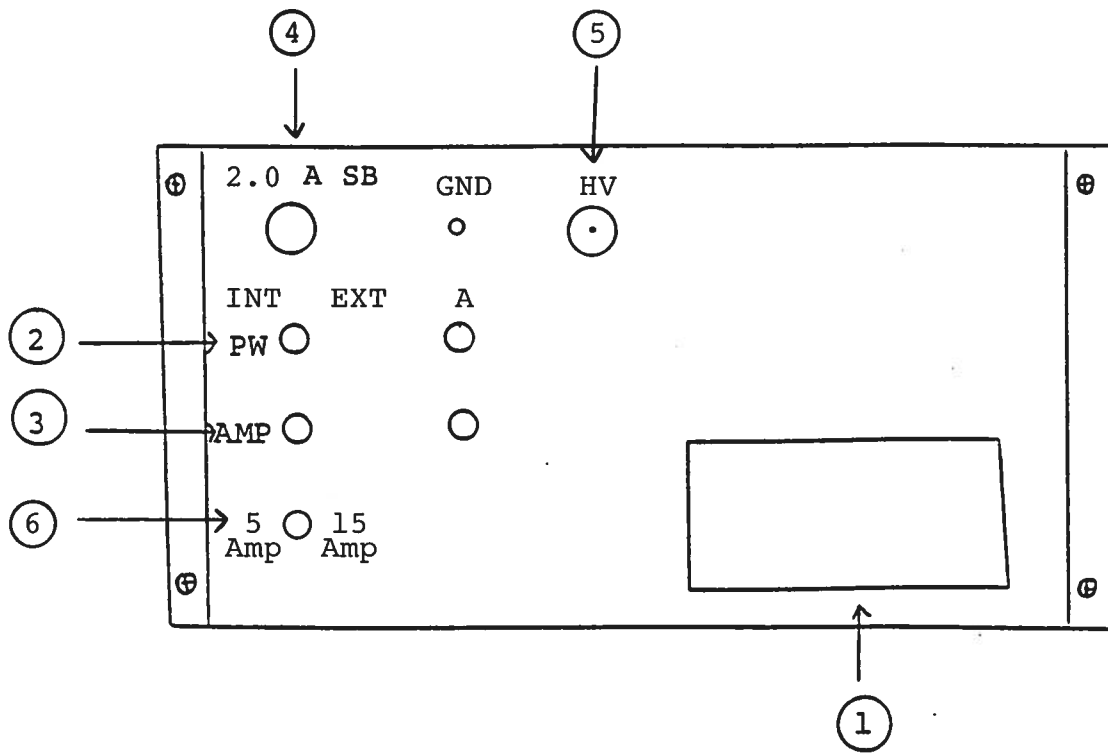 4 5
2.0 A SB GND HV
INT EXT A
2 PW
3 AMP
6 5 15
Amp Amp
1